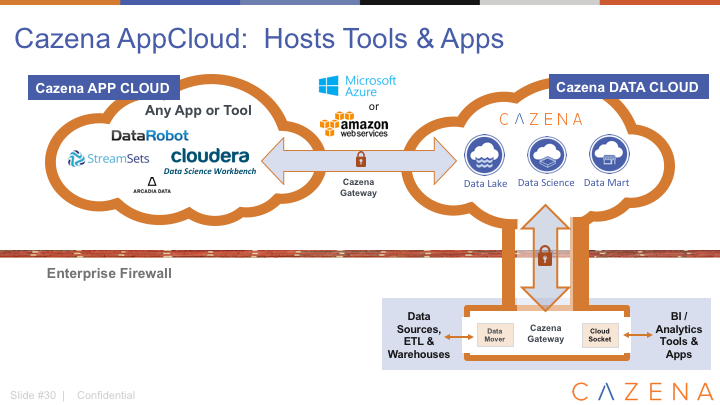 Cazena AppCloud:  Hosts Tools & Apps
Cazena APP CLOUD
Any App or Tool
DataRobot
StreamSets
cloudera
Data Science Workbench
ARCADIA DATA
Microsoft
Azure
or
amazon
webservices
Cazena
Gateway
Cazena DATA CLOUD
CAZENA
Data Lake
Data Science
Data Mart
Enterprise Firewall
Data
Sources,
ETL &
Warehouses
Data
Mover
Cazena
Gateway
Cloud
Socket
BI /
Analytics
Tools &
Apps
Slide #30 |    Confidential
CAZENA